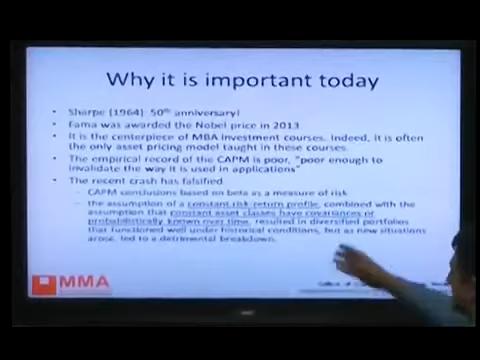 Why it is important today
• Sharpe (1964) 50th anniversary!
• Fama was awarded the Nobel price in 2013
• It is the centerpiece of MBA investment courses. Indeed, it is often
the only asset pricing model taught in these courses.
• The empirical record of the CAPM is poor, "poor enough to
invalidate the way it is used in applications"
• The recent crash has falsified
– CAPM conclusions based on beta as a measure of risk
– the assumption of a constant risk-return profile, combined with the
assumption that constant asset classes have covariances or
probabilistically known over time, resulted in diversified portfolios
that functioned well under historical conditions, but as new situations
arose, led to a detrimental breakdown.
MMA